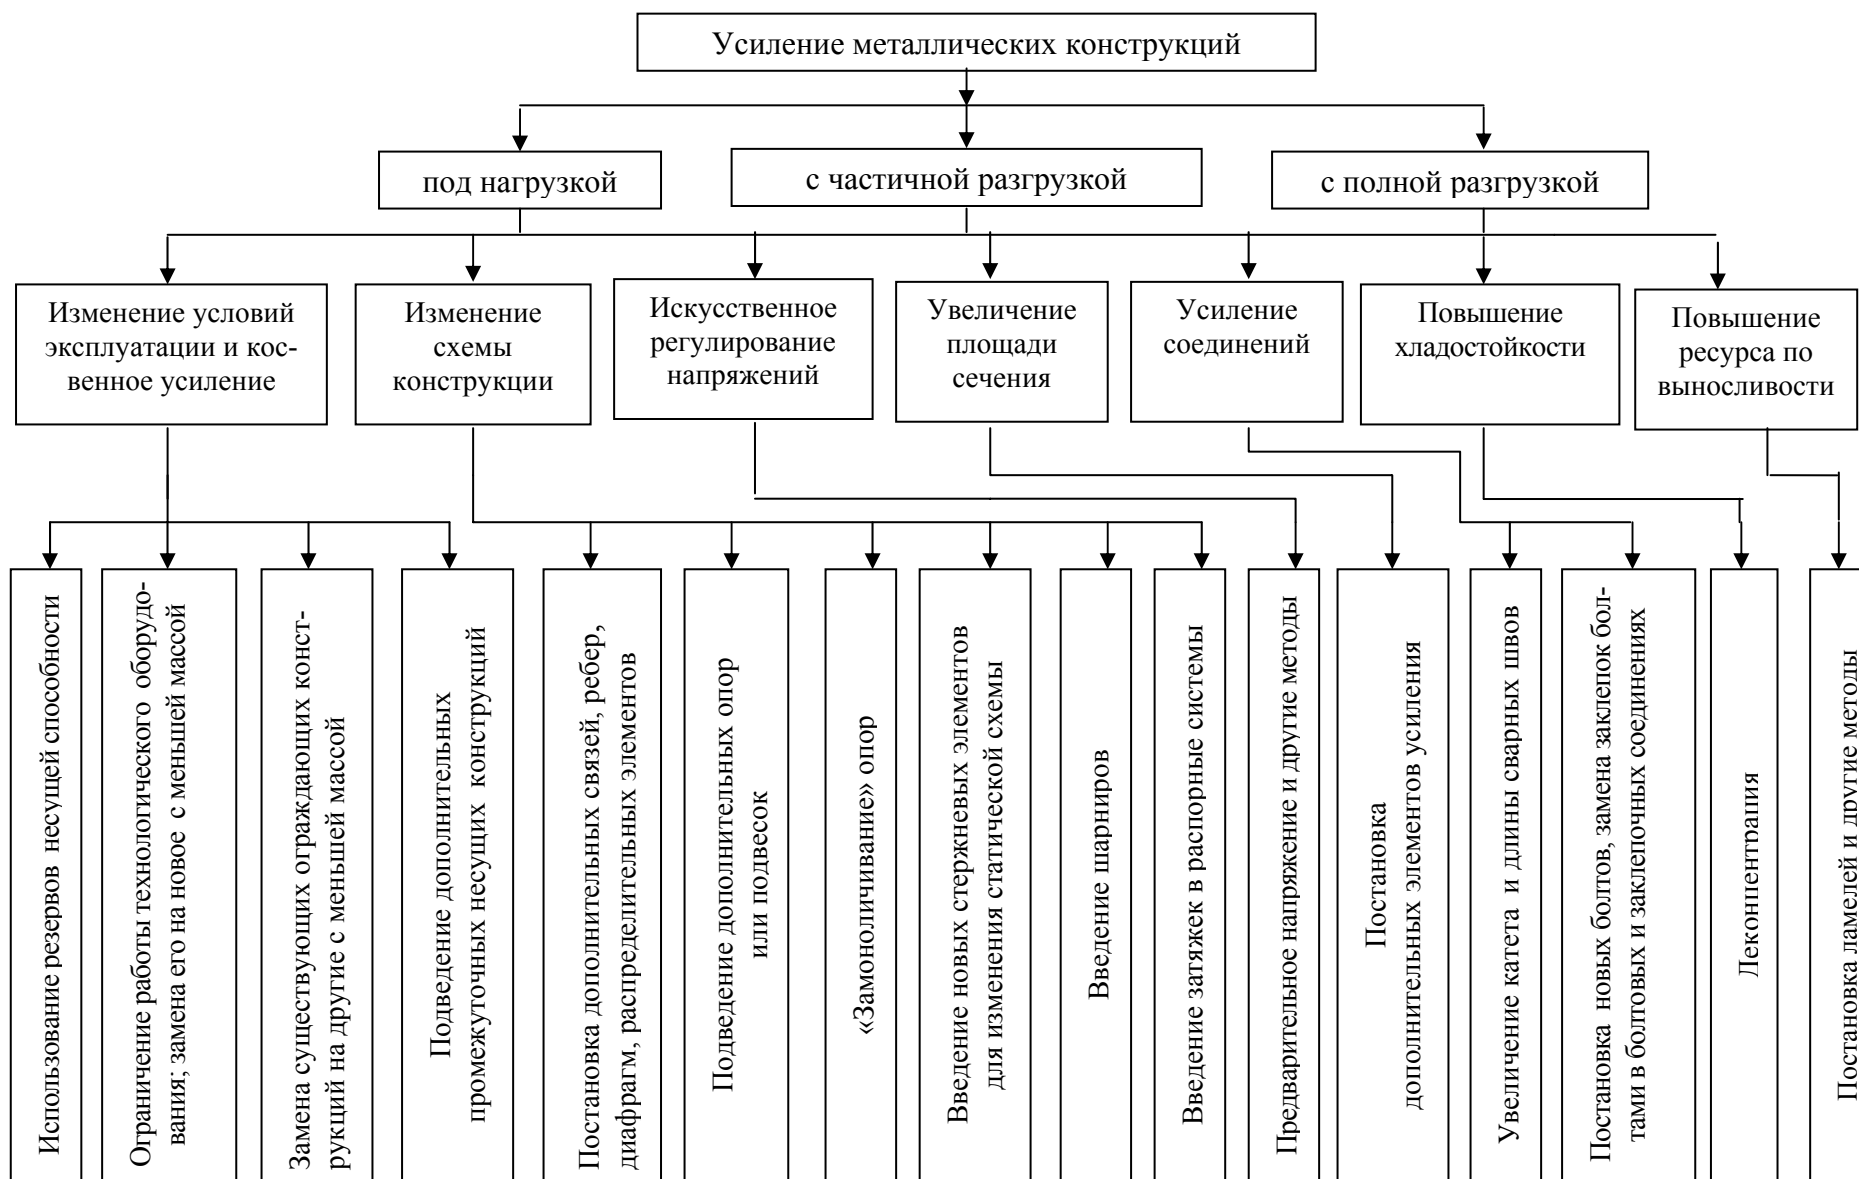 Усиление металлических конструкций
под нагрузкой
с частичной разгрузкой
с полной разгрузкой
Изменение условий
эксплуатации и кос-
венное усиление
Изменение
схемы
конструкции
Искусственное
регулирование
напряжений
Увеличение
площади
сечения
Усиление
соединений
Повышение
хладостойкости
Повышение
ресурса по
выносливости
Использование резервов несущей способности
Ограничение работы технологического оборудо-
вания; замена его на новое с меньшей массой
Замена существующих ограждающих конст-
рукций на другие с меньшей массой
Подведение дополнительных
промежуточных несущих конструкций
Постановка дополнительных связей, ребер,
диафрагм, распределительных элементов
Подведение дополнительных опор
или подвесок
«Замоноличивание» опор
Введение новых стержневых элементов
для изменения статической схемы
Введение шарниров
Введение затяжек в распорные системы
Предварительное напряжение и другие методы
Постановка
дополнительных элементов усиления
Увеличение катета и длины сварных швов
Постановка новых болтов, замена заклепок бол-
тами в болтовых и заклепочных соединениях
Постановка ламелей и другие методы